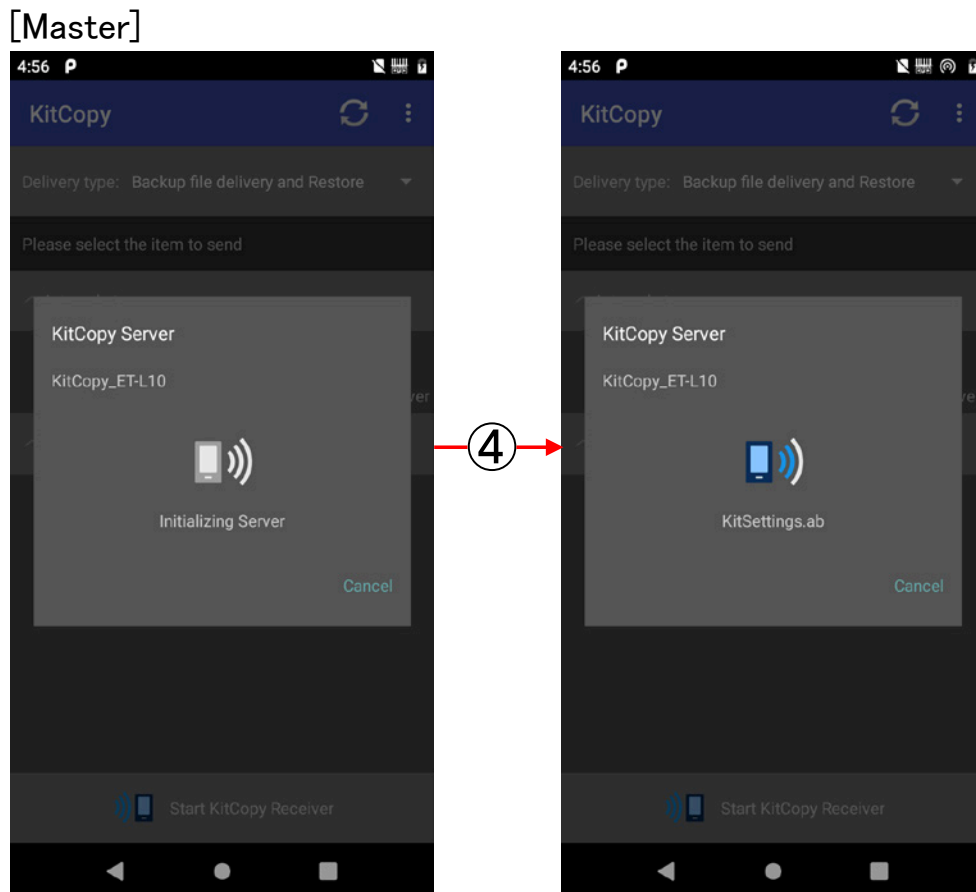 [Master]
4:56
KitCopy
Delivery type: Backup file delivery and Restore
Please select the item to send
KitCopy Server
KitCopy_ET-L10
Initializing Server
Cancel
Start KitCopy Receiver
④
4:56
KitCopy
Delivery type: Backup file delivery and Restore
Please select the item to send
KitCopy Server
KitCopy_ET-L10
KitSettings.ab
Cancel
Start KitCopy Receiver